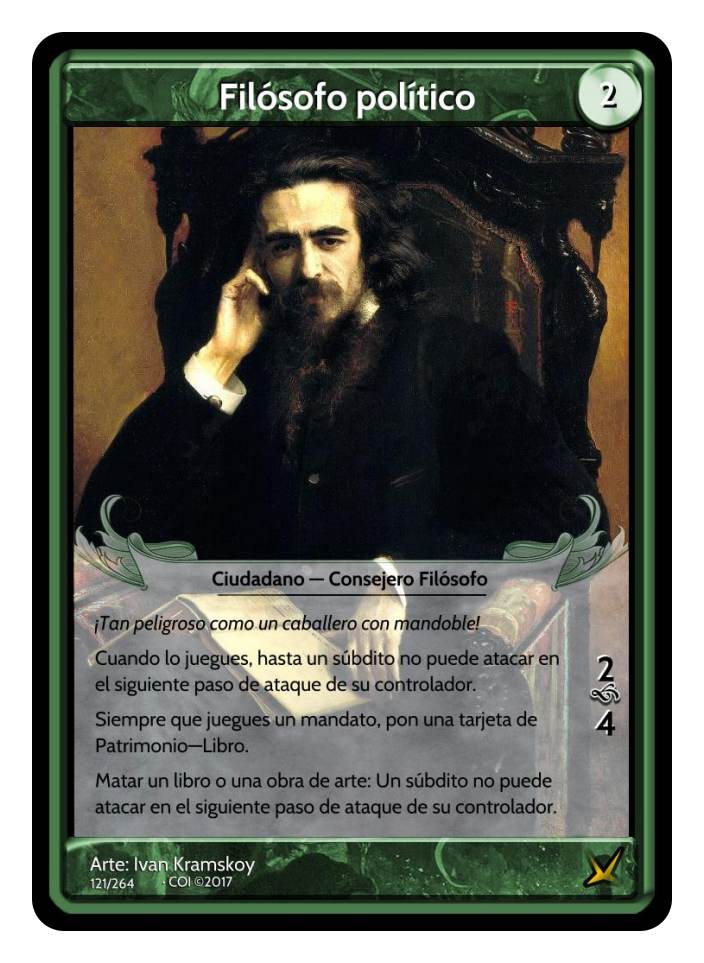 Filósofo político
2
Ciudadano — Consejero Filósofo
¡Tan peligroso como un caballero con mandoble!
Cuando lo juegues, hasta un súbdito no puede atacar en
el siguiente paso de ataque de su controlador.
Siempre que juegues un mandato, pon una tarjeta de
Patrimonio—Libro.
Matar un libro o una obra de arte: Un súbdito no puede
atacar en el siguiente paso de ataque de su controlador.
2
4
Arte: Ivan Kramskoy
121/264 · COI ©2017